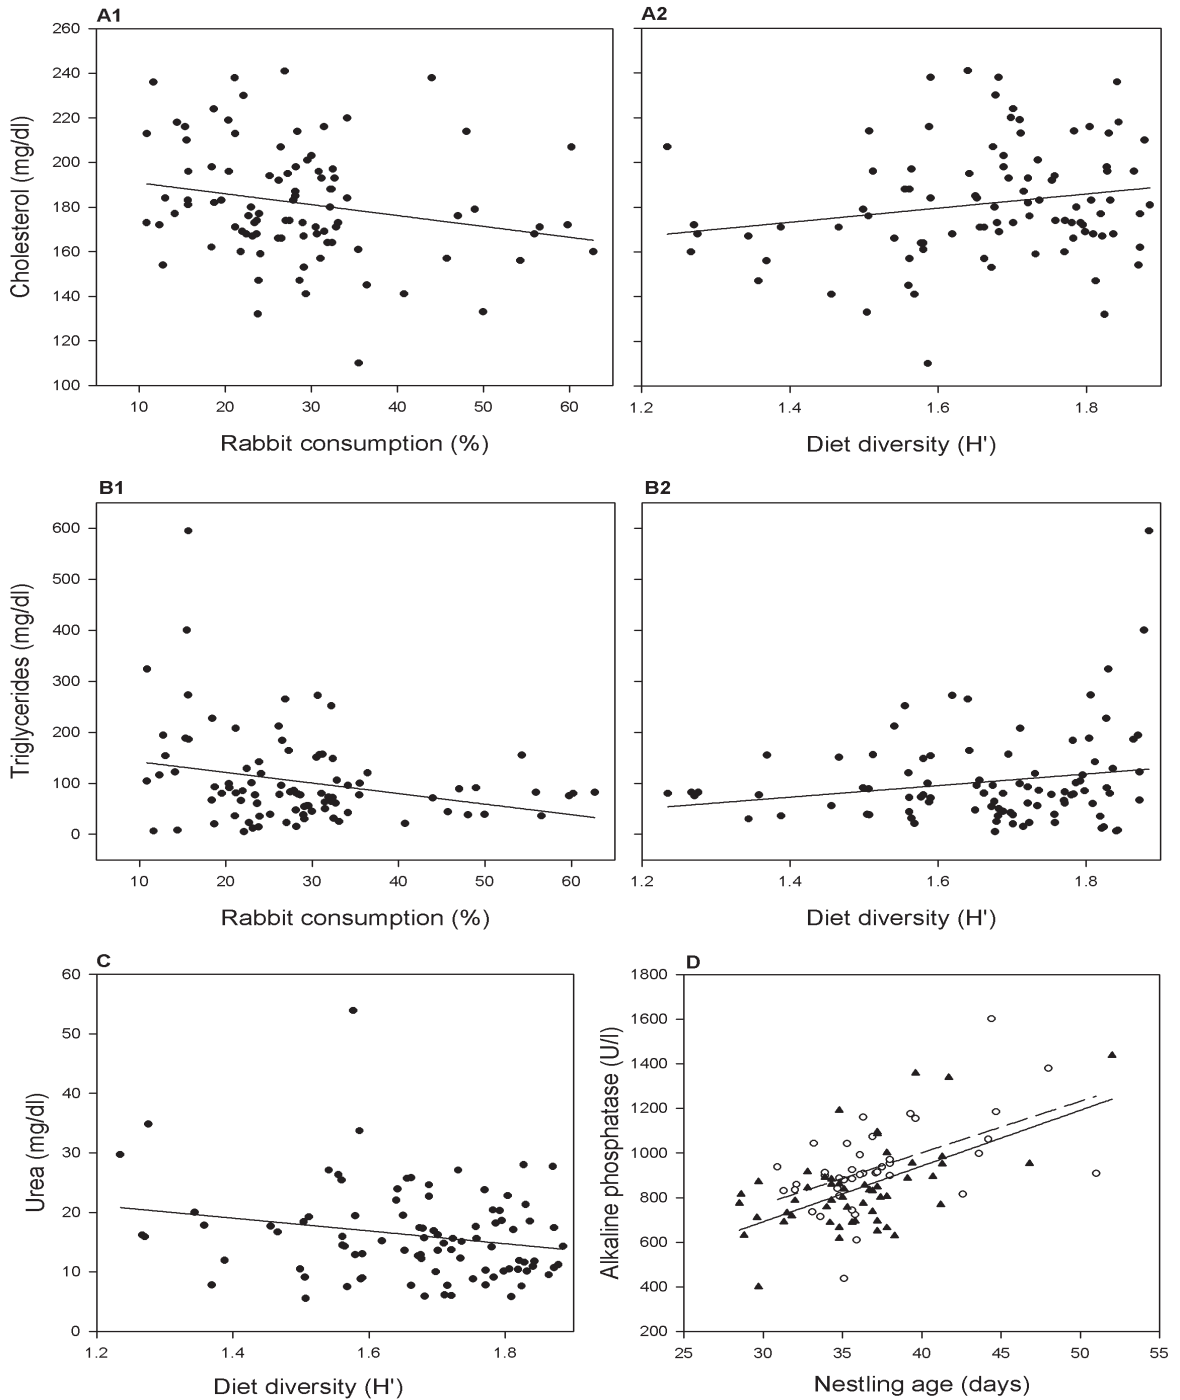 A1
A2
260
240
220
200
180
160
140
120
100
Cholesterol (mg/dl)
10 20 30 40 50 60
1.2 1.4 1.6 1.8
Rabbit consumption (%)
Diet diversity (H')
B1
B2
600
500
400
300
200
100
0
Triglycerides (mg/dl)
10 20 30 40 50 60
1.2 1.4 1.6 1.8
Rabbit consumption (%)
Diet diversity (H')
C
60
50
40
30
20
10
0
Urea (mg/dl)
1.2 1.4 1.6 1.8
Diet diversity (H')
D
1800
1600
1400
1200
1000
800
600
400
200
Alkaline phosphatase (U/l)
25 30 35 40 45 50 55
Nestling age (days)